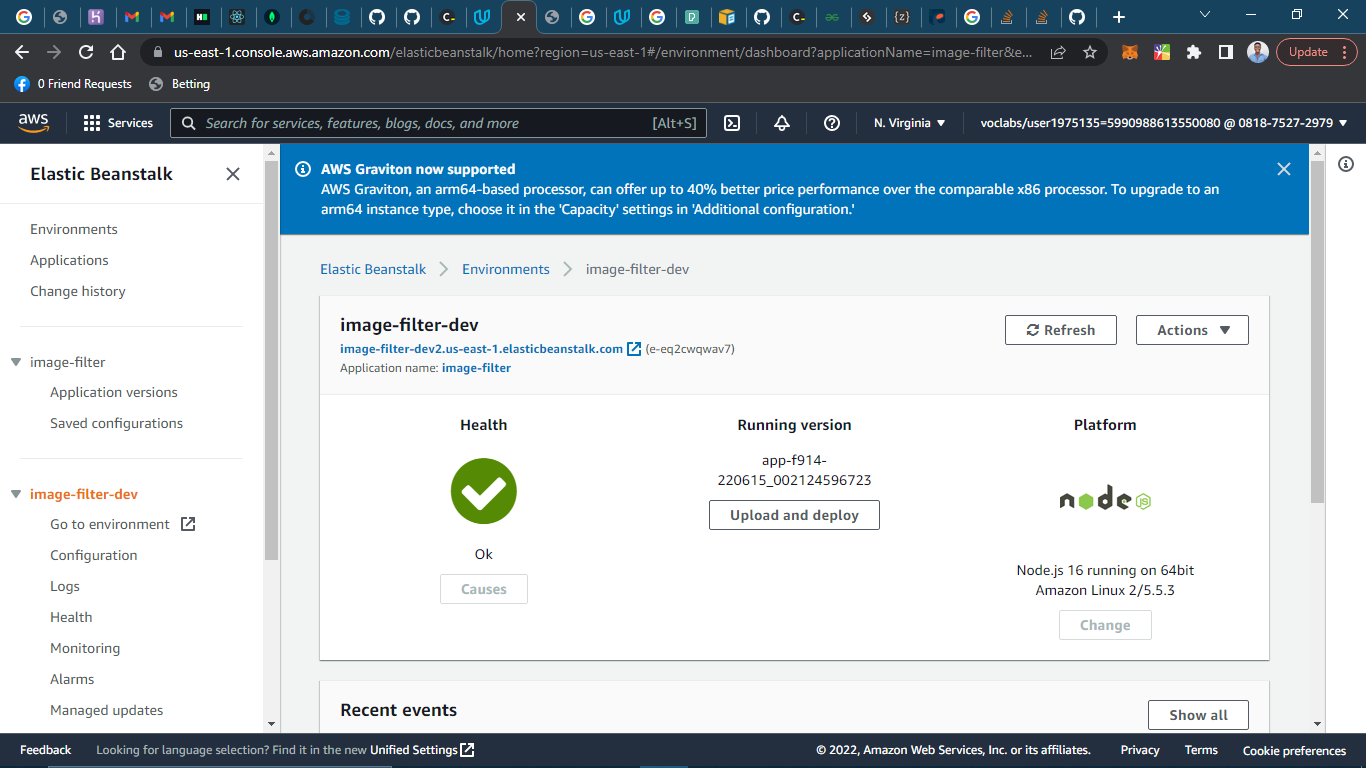 us-east-1.console.aws.amazon.com/elasticbeanstalk/home?region=us-east-1#/environment/dashboard?applicationName=image-filter&e...
Update
0 Friend Requests
Betting
aws
Services
Search for services, features, blogs, docs, and more
[Alt+S]
N. Virginia
voclabs/user1975135=5990988613550080 @ 0818-7527-2979
Elastic Beanstalk
Environments
Applications
Change history
image-filter
Application versions
Saved configurations
image-filter-dev
Go to environment
Configuration
Logs
Health
Monitoring
Alarms
Managed updates
AWS Graviton now supported
AWS Graviton, an arm64-based processor, can offer up to 40% better price performance over the comparable x86 processor. To upgrade to an
arm64 instance type, choose it in the 'Capacity' settings in 'Additional configuration.'
Elastic Beanstalk
Environments
image-filter-dev
image-filter-dev
image-filter-dev2.us-east-1.elasticbeanstalk.com (e-eq2cwqwav7)
Application name: image-filter
Refresh
Actions
Health
Ok
Causes
Running version
app-f914-
220615_002124596723
Upload and deploy
Platform
node JS
Node.js 16 running on 64bit
Amazon Linux 2/5.5.3
Change
Recent events
Show all
Feedback
Looking for language selection? Find it in the new Unified Settings
© 2022, Amazon Web Services, Inc. or its affiliates.
Privacy
Terms
Cookie preferences